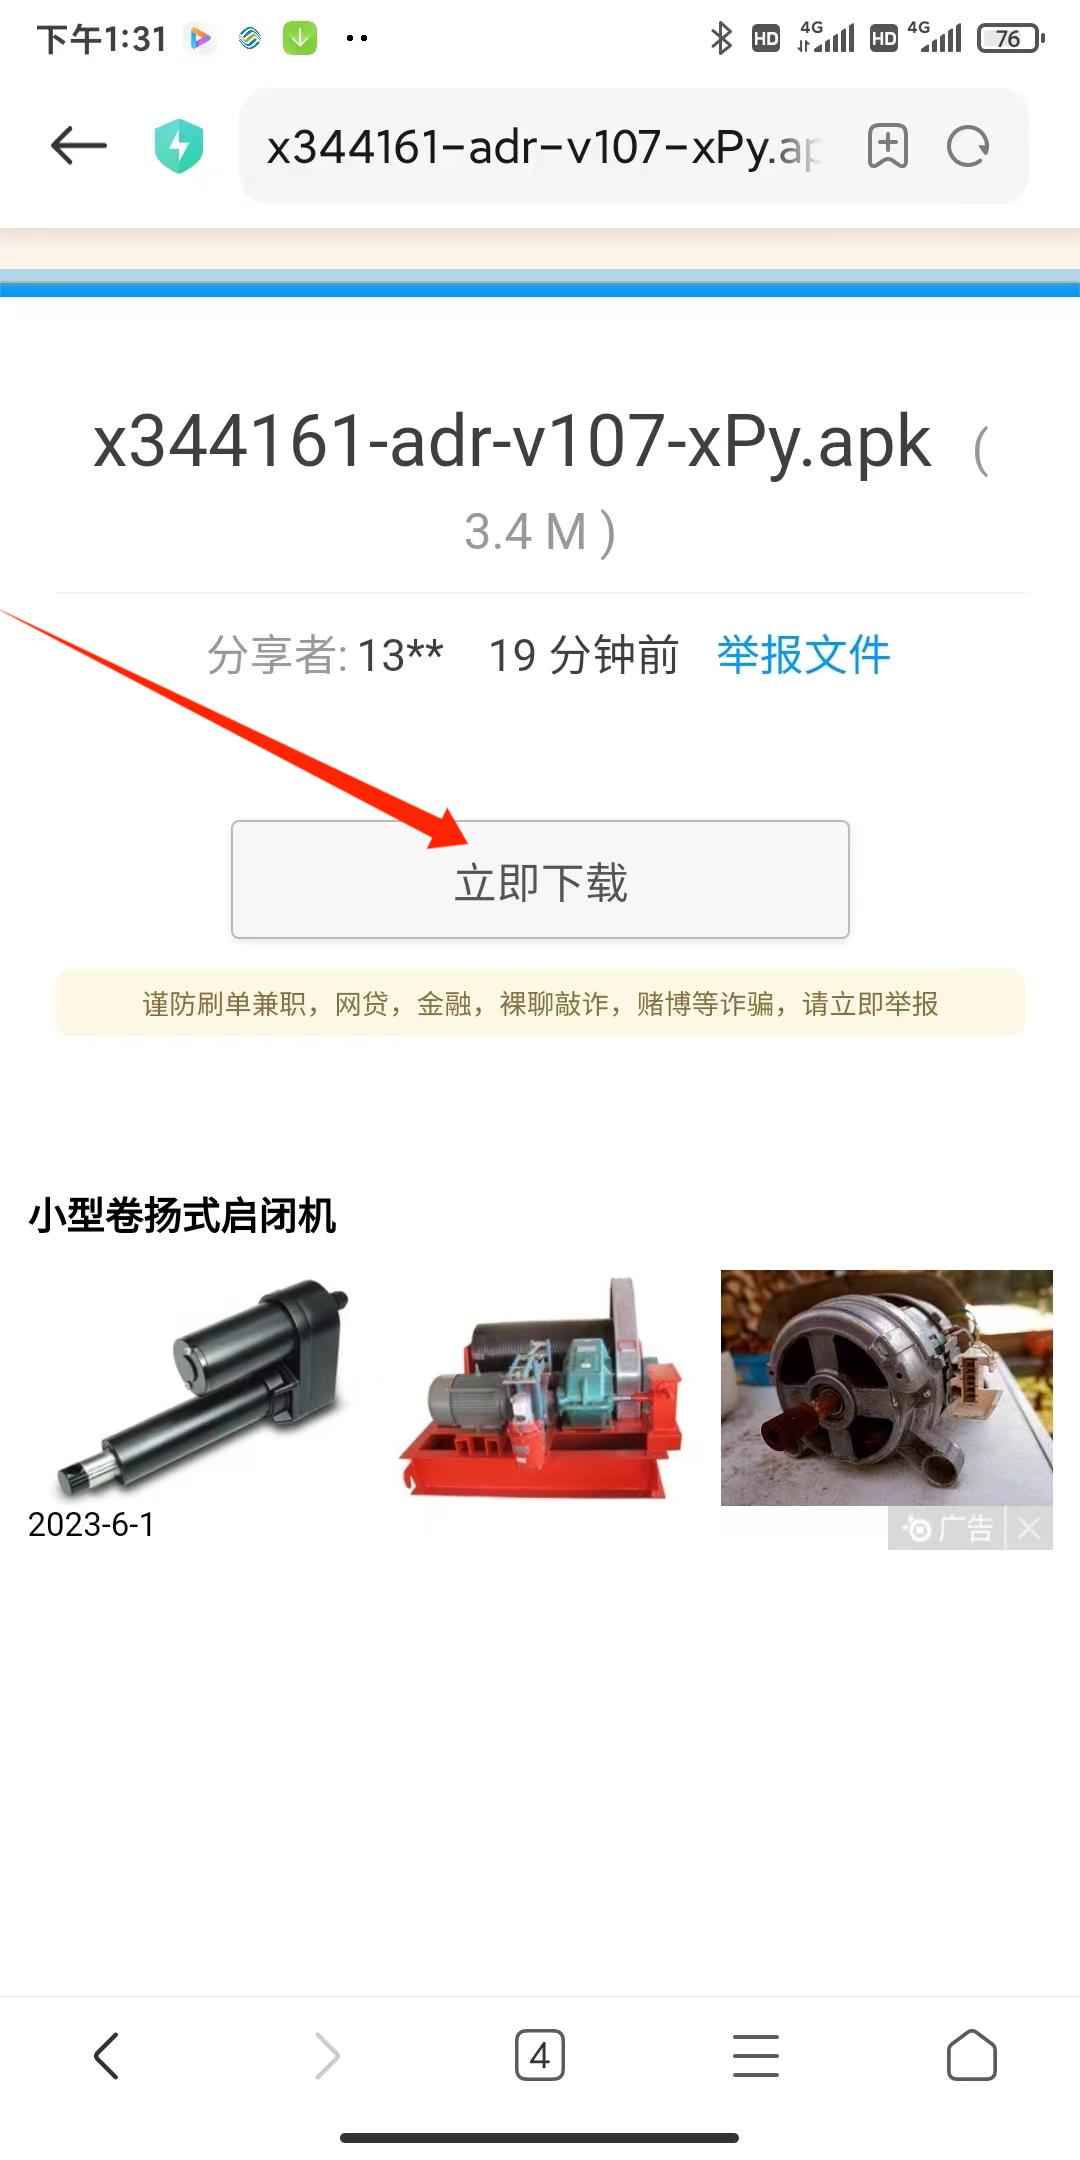 下午1:31
HD 4G HD 4G 76
x344161-adr-v107-xPy.ap
x344161-adr-v107-xPy.apk (
3.4 M )
分享者: 13** 19 分钟前 举报文件
立即下载
谨防刷单兼职，网贷，金融，裸聊敲诈，赌博等诈骗，请立即举报
小型卷扬式启闭机
2023-6-1
广告
4